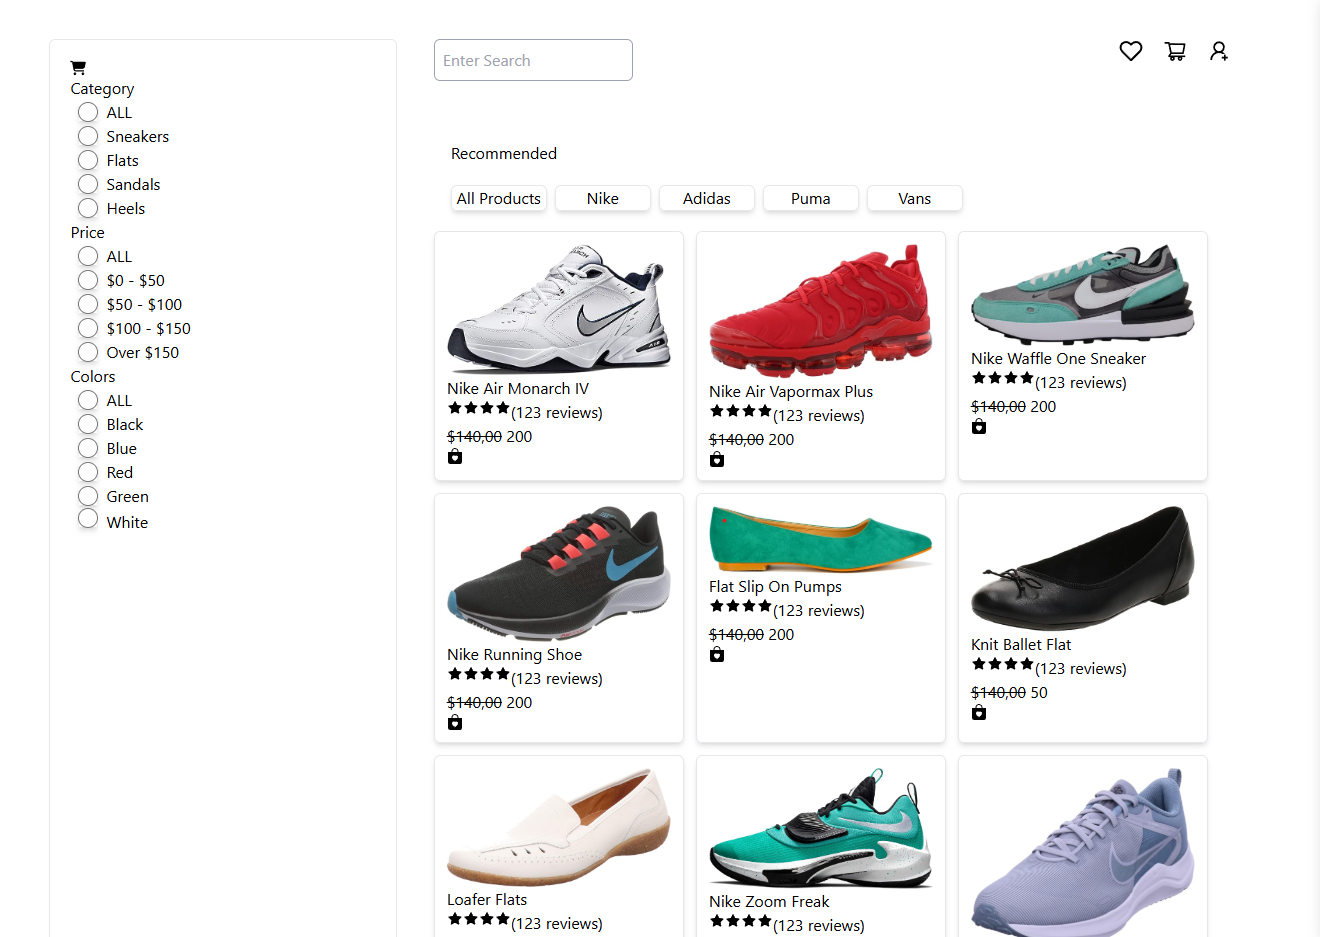 Category
ALL
Sneakers
Flats
Sandals
Heels
Price
ALL
$0 - $50
$50 - $100
$100 - $150
Over $150
Colors
ALL
Black
Blue
Red
Green
White
Enter Search
Recommended
All Products Nike Adidas Puma Vans
Nike Air Monarch IV
(123 reviews)
$140,00 200
Nike Air Vapormax Plus
(123 reviews)
$140,00 200
Nike Waffle One Sneaker
(123 reviews)
$140,00 200
Nike Running Shoe
(123 reviews)
$140,00 200
Flat Slip On Pumps
(123 reviews)
$140,00 200
Knit Ballet Flat
(123 reviews)
$140,00 50
Loafer Flats
(123 reviews)
Nike Zoom Freak
(123 reviews)